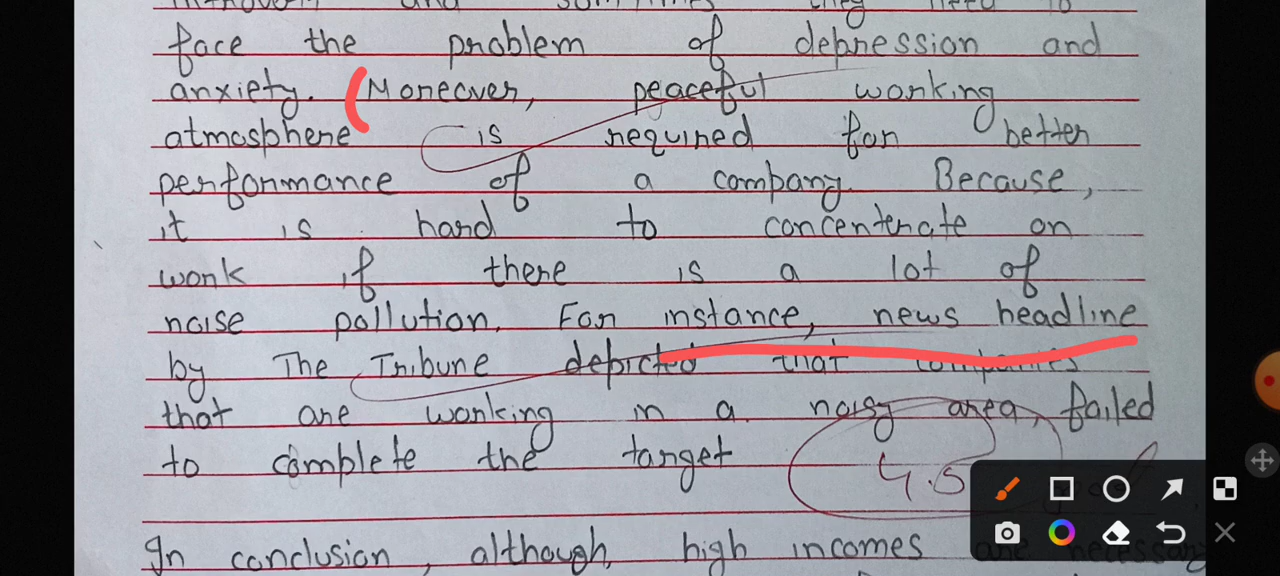 face the problem of depression and
anxiety. (Moreover, peaceful working
atmosphere is required for better
performance of a company. Because,
it is hard to concenterate on
work if there is a lot of
noise pollution. For instance, news headline
by The Tribune depicted that companies
that are working in a noisy area, failed
to complete the target
4.5
In conclusion, although high incomes are necessary